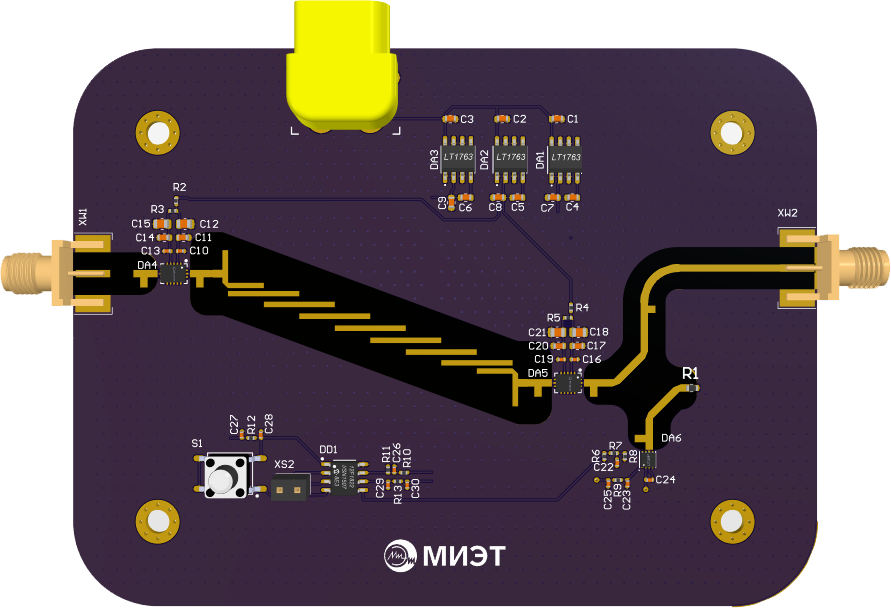 C3
C2
C1
DA3
LT1763
DA2
LT1763
DA1
LT1763
C9
C6
C8
C5
C7
C4
XW1
R2
R3
C15
C12
C14
C11
C13
C10
DA4
XW2
R4
R5
C21
C18
C20
C17
C19
C16
DA5
R1
DA6
C27
R12
C28
S1
XS2
DD1
R11
C26
R10
C29
R13
C30
R6
R7
R8
C22
C25
R9
C23
C24
МИЭТ